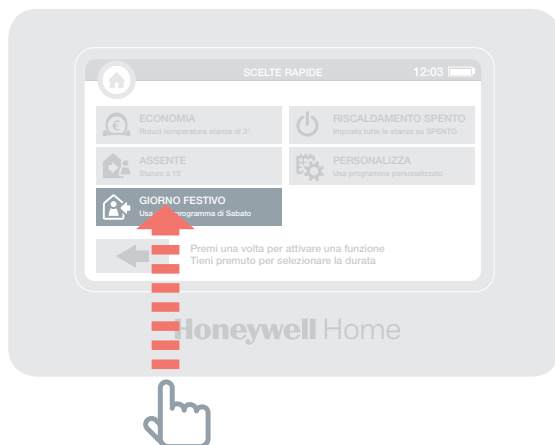 SCELTE RAPIDE
12:03
ECONOMIA
Riduci temperatura stanze di 3°
RISCALDAMENTO SPENTO
Imposta tutte le stanze su SPENTO
ASSENTE
Stanze a 15°
PERSONALIZZA
Usa programma personalizzato
GIORNO FESTIVO
Usa programma di Sabato
Premi una volta per attivare una funzione
Tieni premuto per selezionare la durata
Honeywell Home